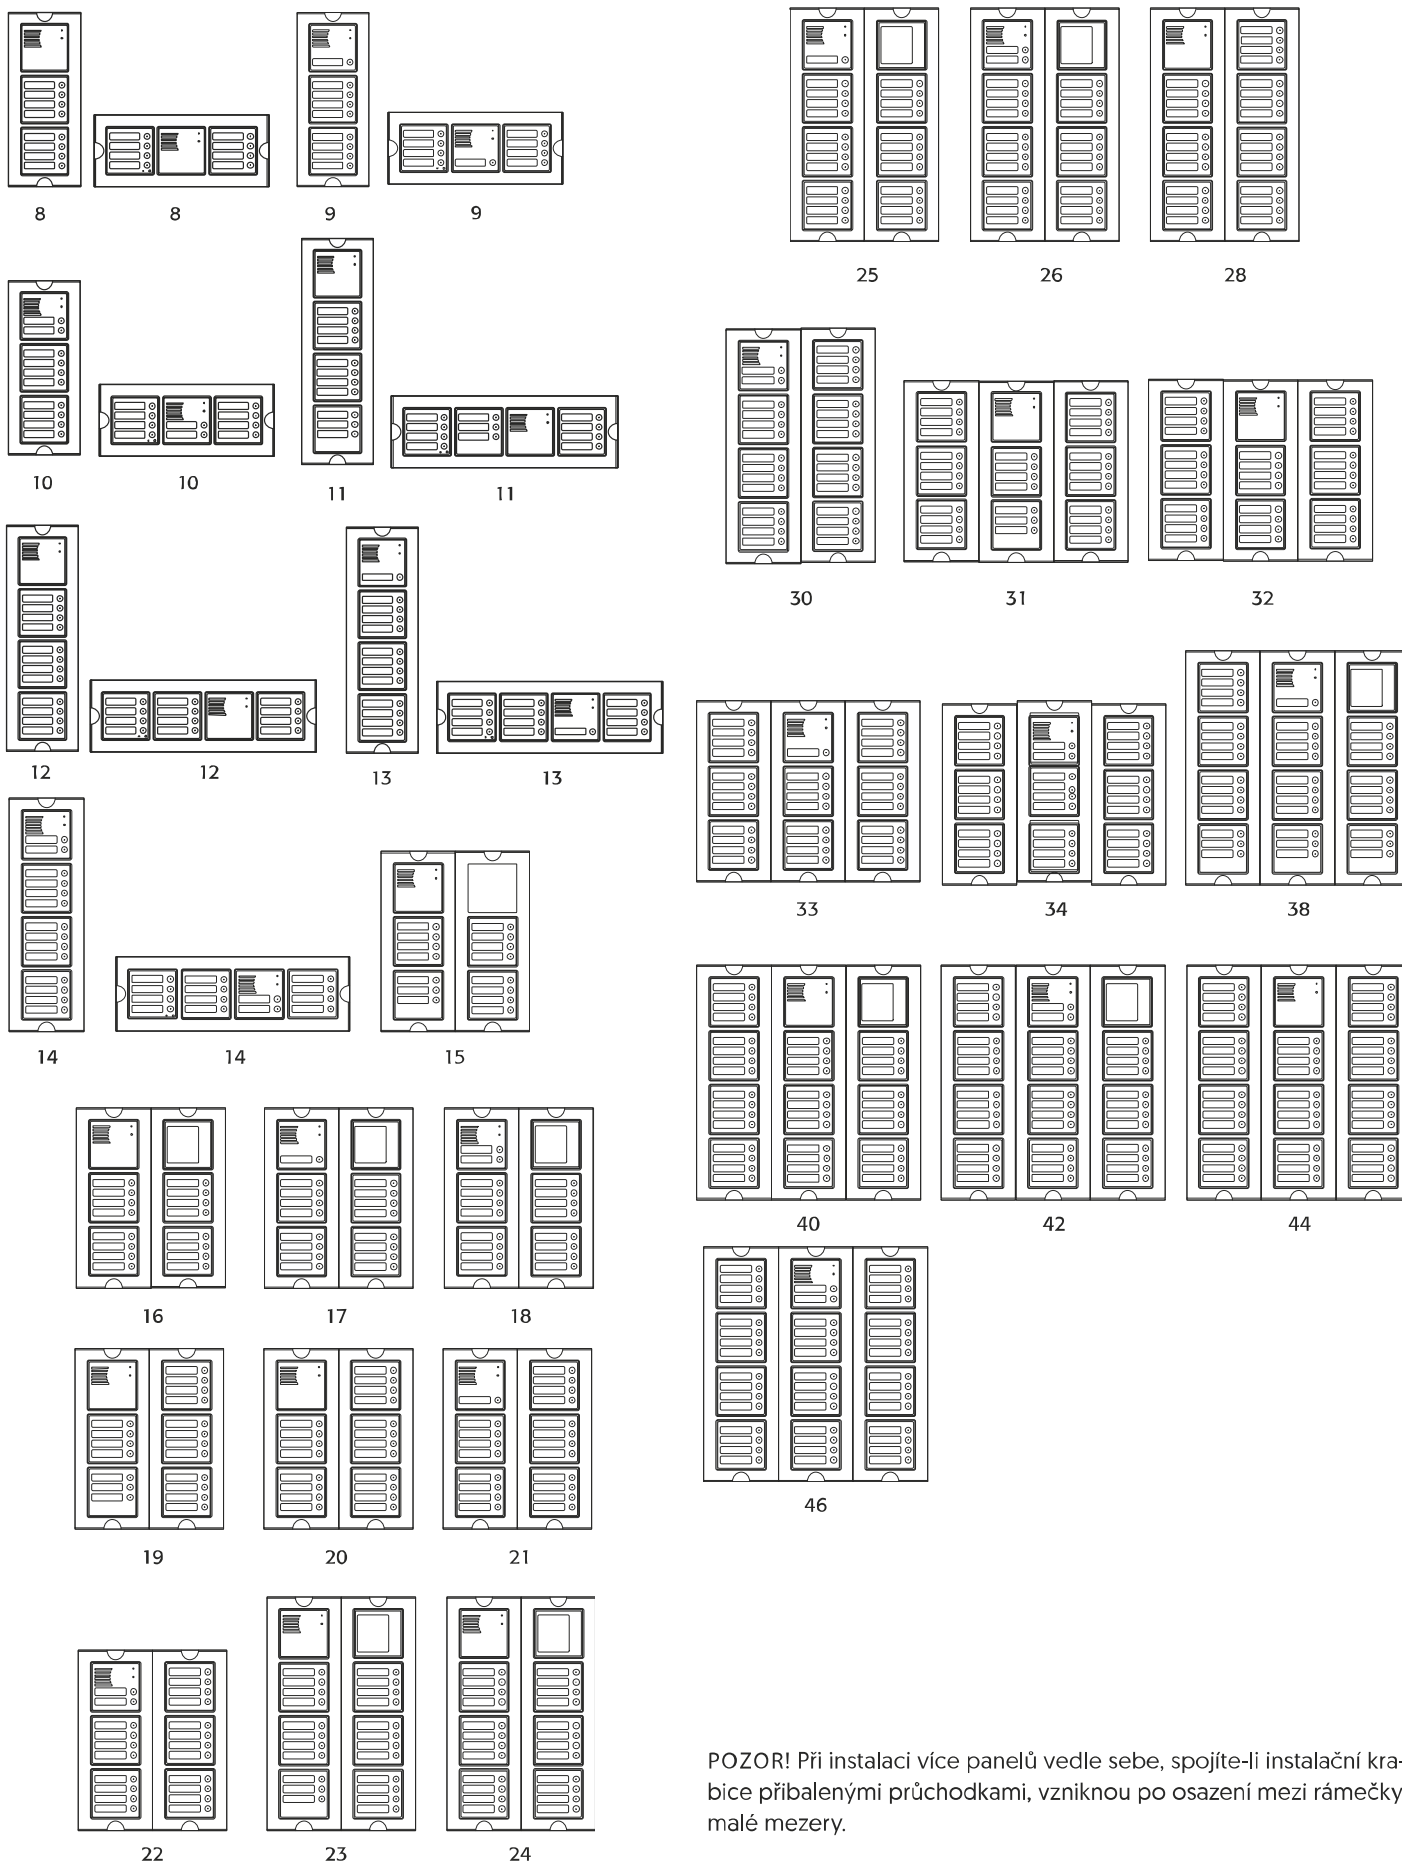 8 8 9 9
10 10 11 11
12 12 13 13
14 14 15
16 17 18
19 20 21
22 23 24
25 26 28
30 31 32
33 34 38
40 42 44
46
POZOR! Při instalaci více panelů vedle sebe, spojíte-li instalační kra-
bice přibalenými průchodkami, vzniknou po osazení mezi rámečky
malé mezery.